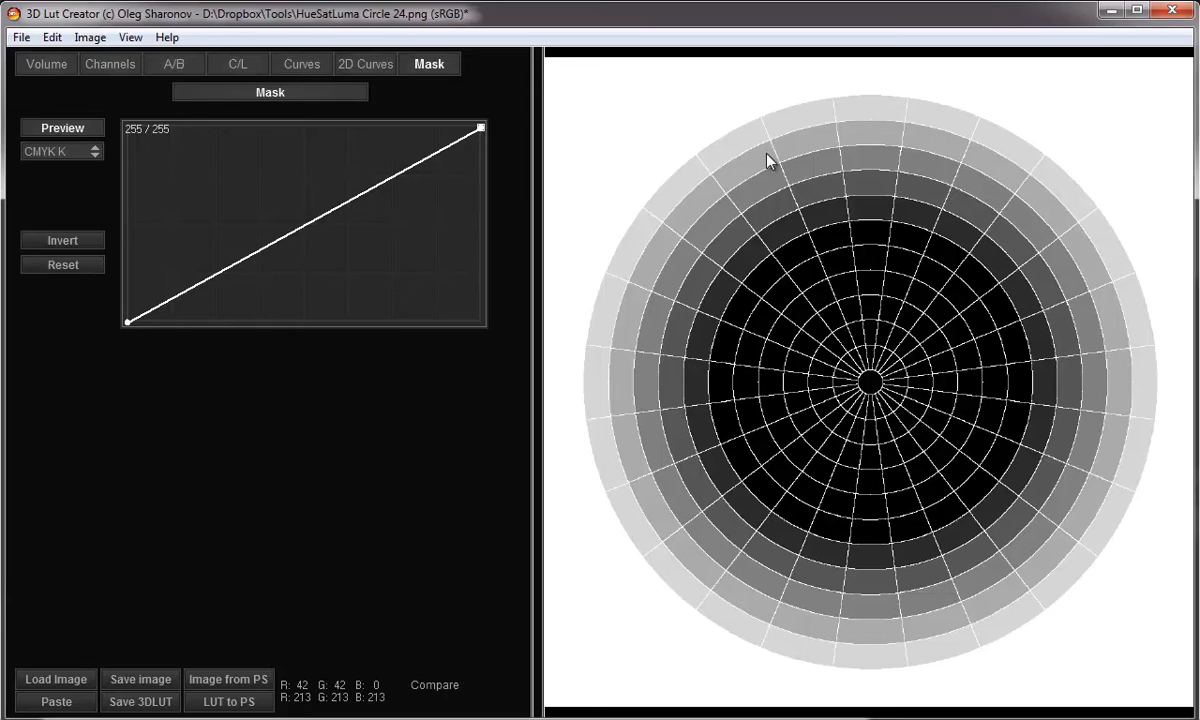 3D Lut Creator (c) Oleg Sharonov - D:\Dropbox\Tools\HueSatLuma Circle 24.png (sRGB)*
File Edit Image View Help
Volume Channels A/B C/L Curves 2D Curves Mask
Mask
Preview
255 / 255
CMYK K
Invert
Reset
Load Image Save image Image from PS
R: 42 G: 42 B: 0
Compare
R: 213 G: 213 B: 213
Paste Save 3DLUT LUT to PS